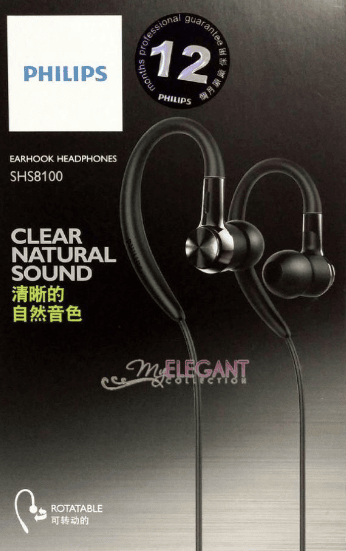 PHILIPS
months professional guarantee
12
PHILIPS
EARHOOK HEADPHONES
SHS8100
CLEAR
NATURAL
SOUND
清晰的
自然音色
My ELEGANT
COLLECTION
ROTATABLE
可转动的